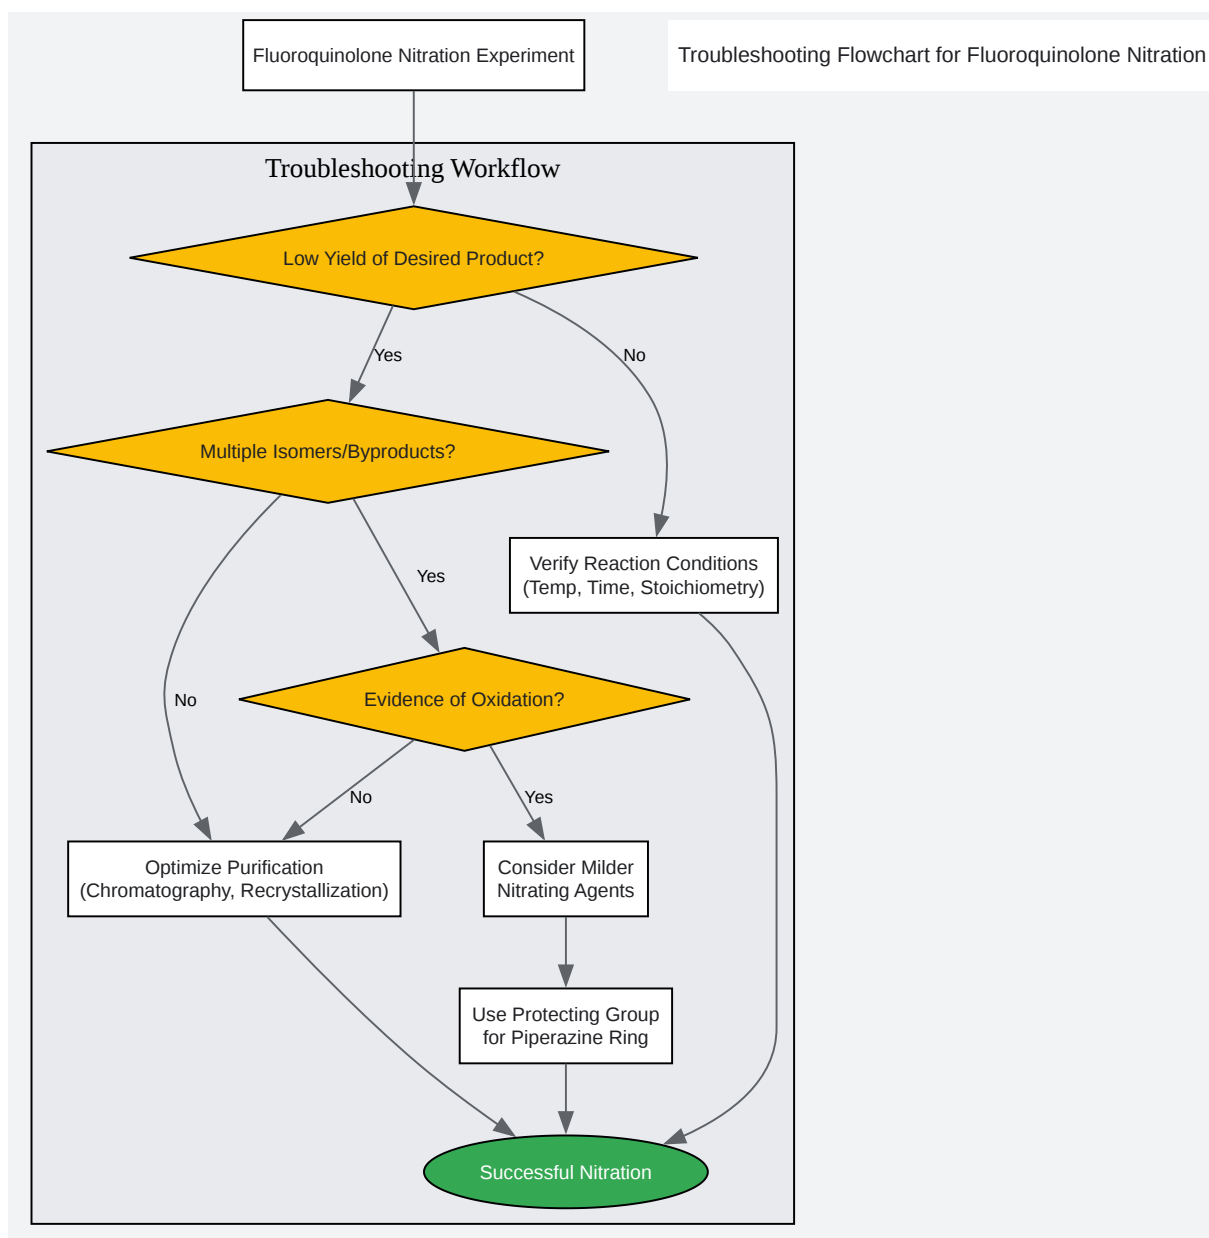 Fluoroquinolone Nitration Experiment
Troubleshooting Flowchart for Fluoroquinolone Nitration
Troubleshooting Workflow
Low Yield of Desired Product?
Yes
No
Multiple Isomers/Byproducts?
Verify Reaction Conditions
(Temp, Time, Stoichiometry)
Yes
No
Evidence of Oxidation?
No
Yes
Optimize Purification
(Chromatography, Recrystallization)
Consider Milder
Nitrating Agents
Use Protecting Group
for Piperazine Ring
Successful Nitration